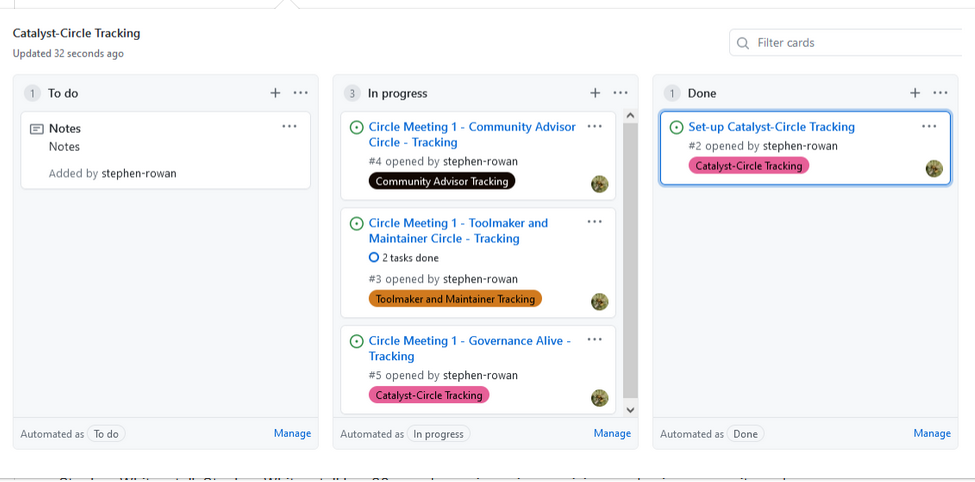 Catalyst-Circle Tracking
Updated 32 seconds ago
Filter cards
1 To do
Notes
Notes
Added by stephen-rowan
Automated as To do Manage
3 In progress
Circle Meeting 1 - Community Advisor
Circle - Tracking
#4 opened by stephen-rowan
Community Advisor Tracking
Circle Meeting 1 - Toolmaker and
Maintainer Circle - Tracking
2 tasks done
#3 opened by stephen-rowan
Toolmaker and Maintainer Tracking
Circle Meeting 1 - Governance Alive -
Tracking
#5 opened by stephen-rowan
Catalyst-Circle Tracking
Automated as In progress Manage
1 Done
Set-up Catalyst-Circle Tracking
#2 opened by stephen-rowan
Catalyst-Circle Tracking
Automated as Done Manage